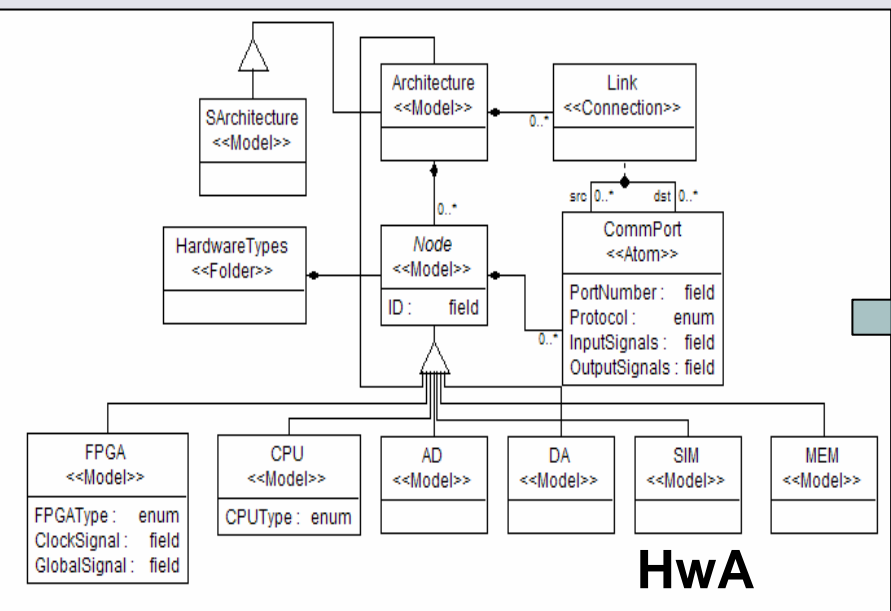 Architecture
<<Model>>
Link
<<Connection>>
0..*
SArchitecture
<<Model>>
0..*
src 0..* dst 0..*
HardwareTypes
<<Folder>>
Node
<<Model>>
ID : field
0..*
CommPort
<<Atom>>
PortNumber : field
Protocol : enum
InputSignals : field
OutputSignals : field
FPGA
<<Model>>
FPGAType : enum
ClockSignal : field
GlobalSignal : field
CPU
<<Model>>
CPUType : enum
AD
<<Model>>
DA
<<Model>>
SIM
<<Model>>
MEM
<<Model>>
HwA